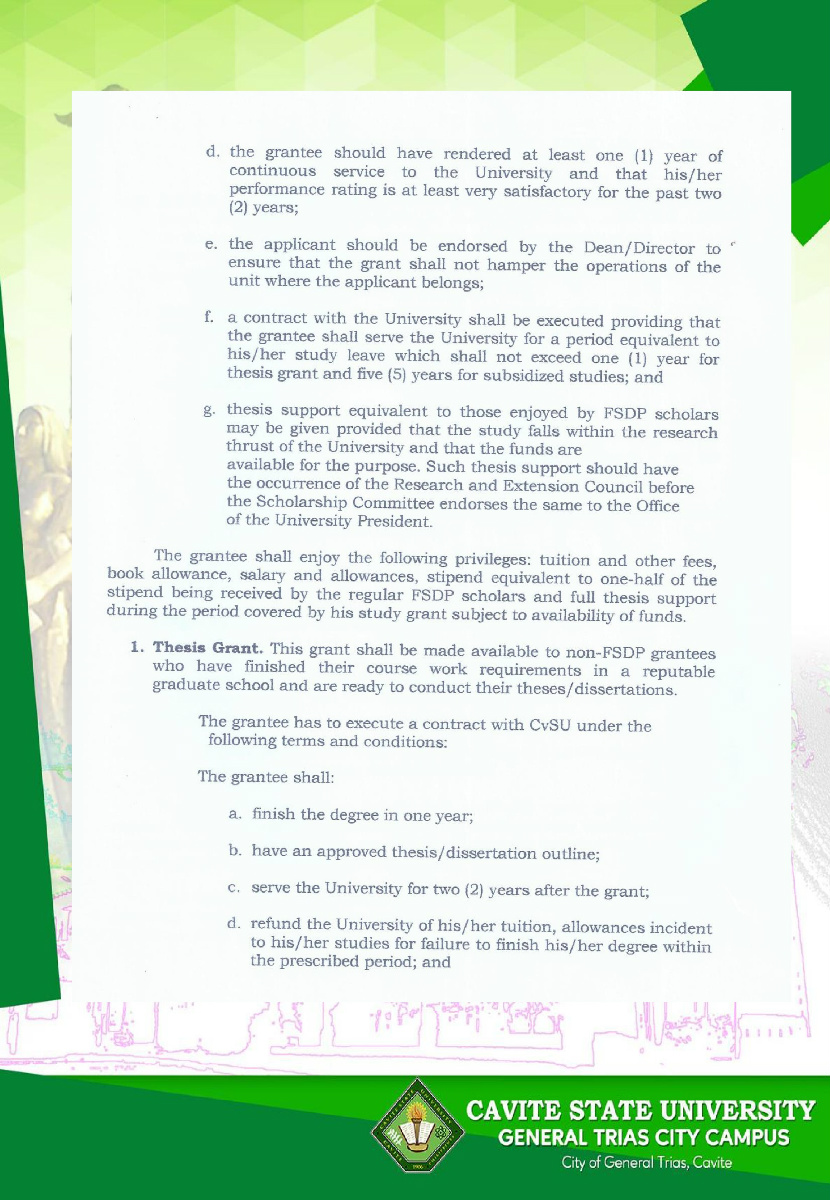 d. the grantee should have rendered at least one (1) year of
continuous service to the University and that his/her
performance rating is at least very satisfactory for the past two
(2) years;
e. the applicant should be endorsed by the Dean/Director to
ensure that the grant shall not hamper the operations of the
unit where the applicant belongs;
f. a contract with the University shall be executed providing that
the grantee shall serve the University for a period equivalent to
his/her study leave which shall not exceed one (1) year for
thesis grant and five (5) years for subsidized studies; and
g. thesis support equivalent to those enjoyed by FSDP scholars
may be given provided that the study falls within the research
thrust of the University and that the funds are
available for the purpose. Such thesis support should have
the occurrence of the Research and Extension Council before
the Scholarship Committee endorses the same to the Office
of the University President.
The grantee shall enjoy the following privileges: tuition and other fees,
book allowance, salary and allowances, stipend equivalent to one-half of the
stipend being received by the regular FSDP scholars and full thesis support
during the period covered by his study grant subject to availability of funds.
1. Thesis Grant. This grant shall be made available to non-FSDP grantees
who have finished their course work requirements in a reputable
graduate school and are ready to conduct their theses/dissertations.
The grantee has to execute a contract with CvSU under the
following terms and conditions:
The grantee shall:
a. finish the degree in one year;
b. have an approved thesis/dissertation outline;
c. serve the University for two (2) years after the grant;
d. refund the University of his/her tuition, allowances incident
to his/her studies for failure to finish his/her degree within
the prescribed period; and
CAVITE STATE UNIVERSITY
GENERAL TRIAS CITY CAMPUS
City of General Trias, Cavite